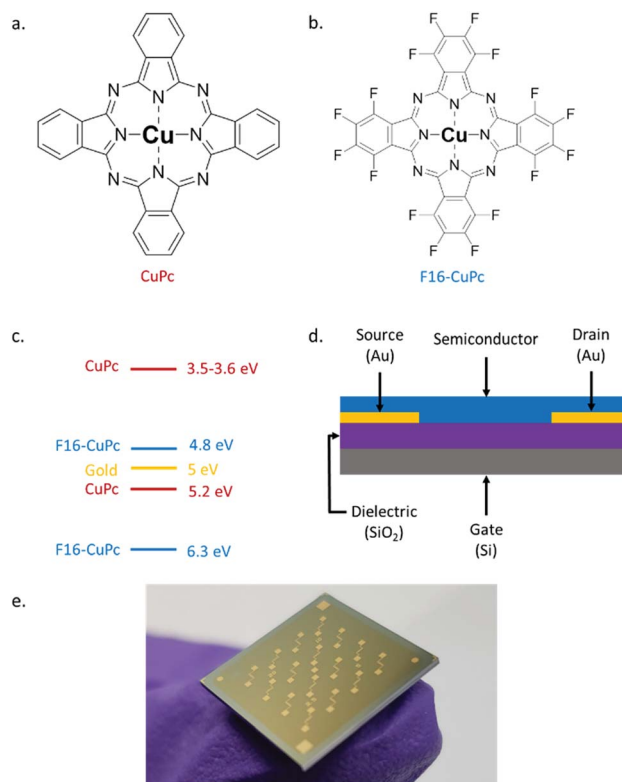 a.
N
N
N
N
Cu
N
N
N
N
CuPc
b.
F
F
F
F
F
N
N
F
F
N
F
N
Cu
N
F
N
F
F
N
N
F
F
F
F
F
F16-CuPc
c.
CuPc
3.5-3.6 eV
F16-CuPc
4.8 eV
Gold
5 eV
CuPc
5.2 eV
F16-CuPc
6.3 eV
d.
Source
(Au)
Semiconductor
Drain
(Au)
Dielectric
(SiO₂)
Gate
(Si)
e.